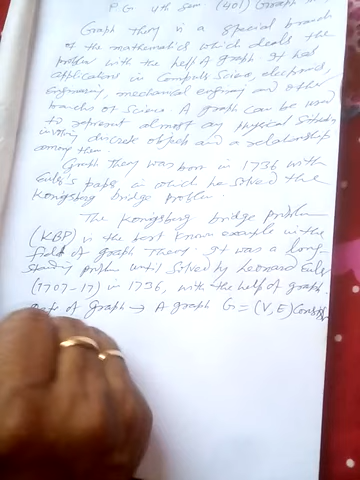 P.G. 4th Sem. (401) Graph
Graph Theory is a special branch
of the mathematics which deals the
problem with the help of graph. It has
applications in Computer Science, electronics,
Engineering, mechanical engineering and other
branches of Science. A graph can be used
to represent almost any physical
involving discrete objects and a relationship
among them.
Graph Theory was born in 1736 with
Euler's paper, in which he solved the
Konigsberg bridge problem.
The Konigsberg bridge problem
(KBP) is the best known example in the
field of graph Theory. It was a long-
standing problem until solved by Leonard Euler
(1707-17) in 1736, with the help of graph.
of Graph → A graph G = (V, E)